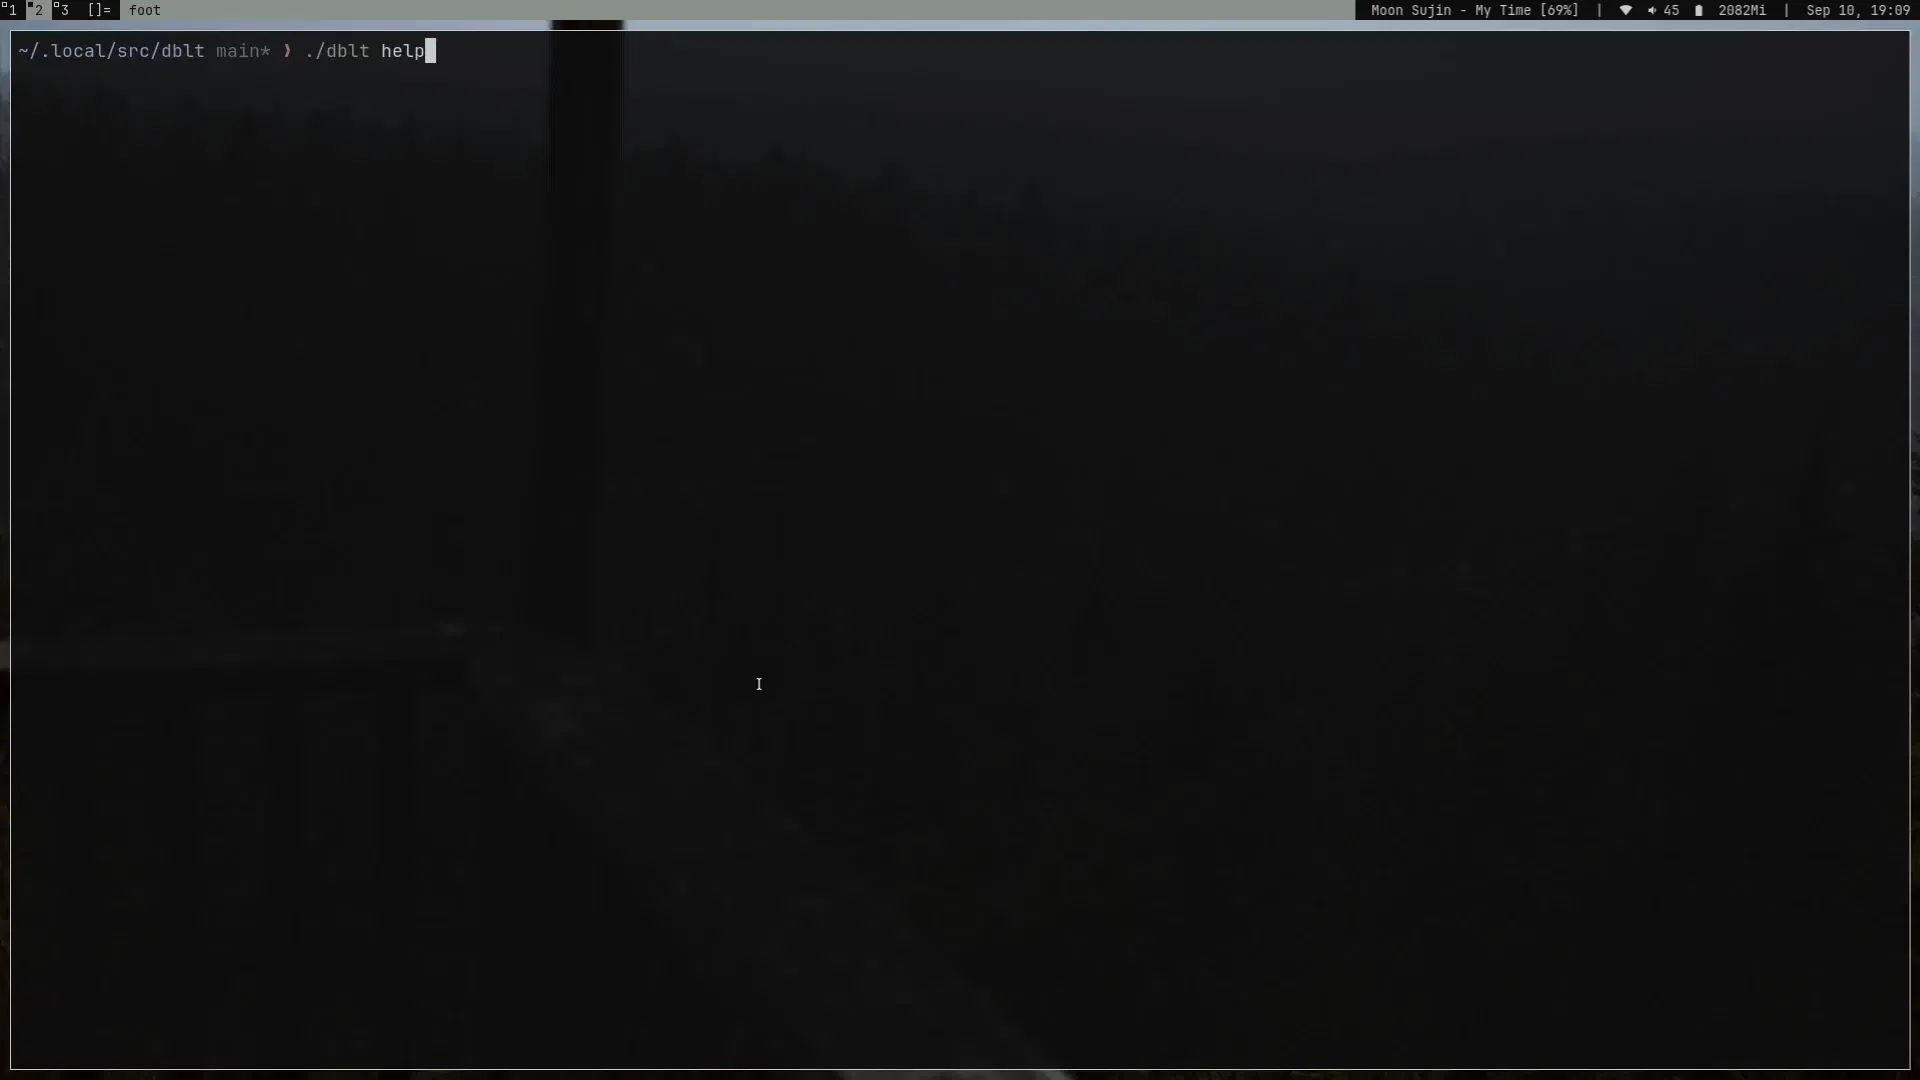 1 2 3 []= foot Moon Sujin - My Time [69%] | 45 2082Mi | Sep 10, 19:09
~/.local/src/dblt main* ❫ ./dblt help